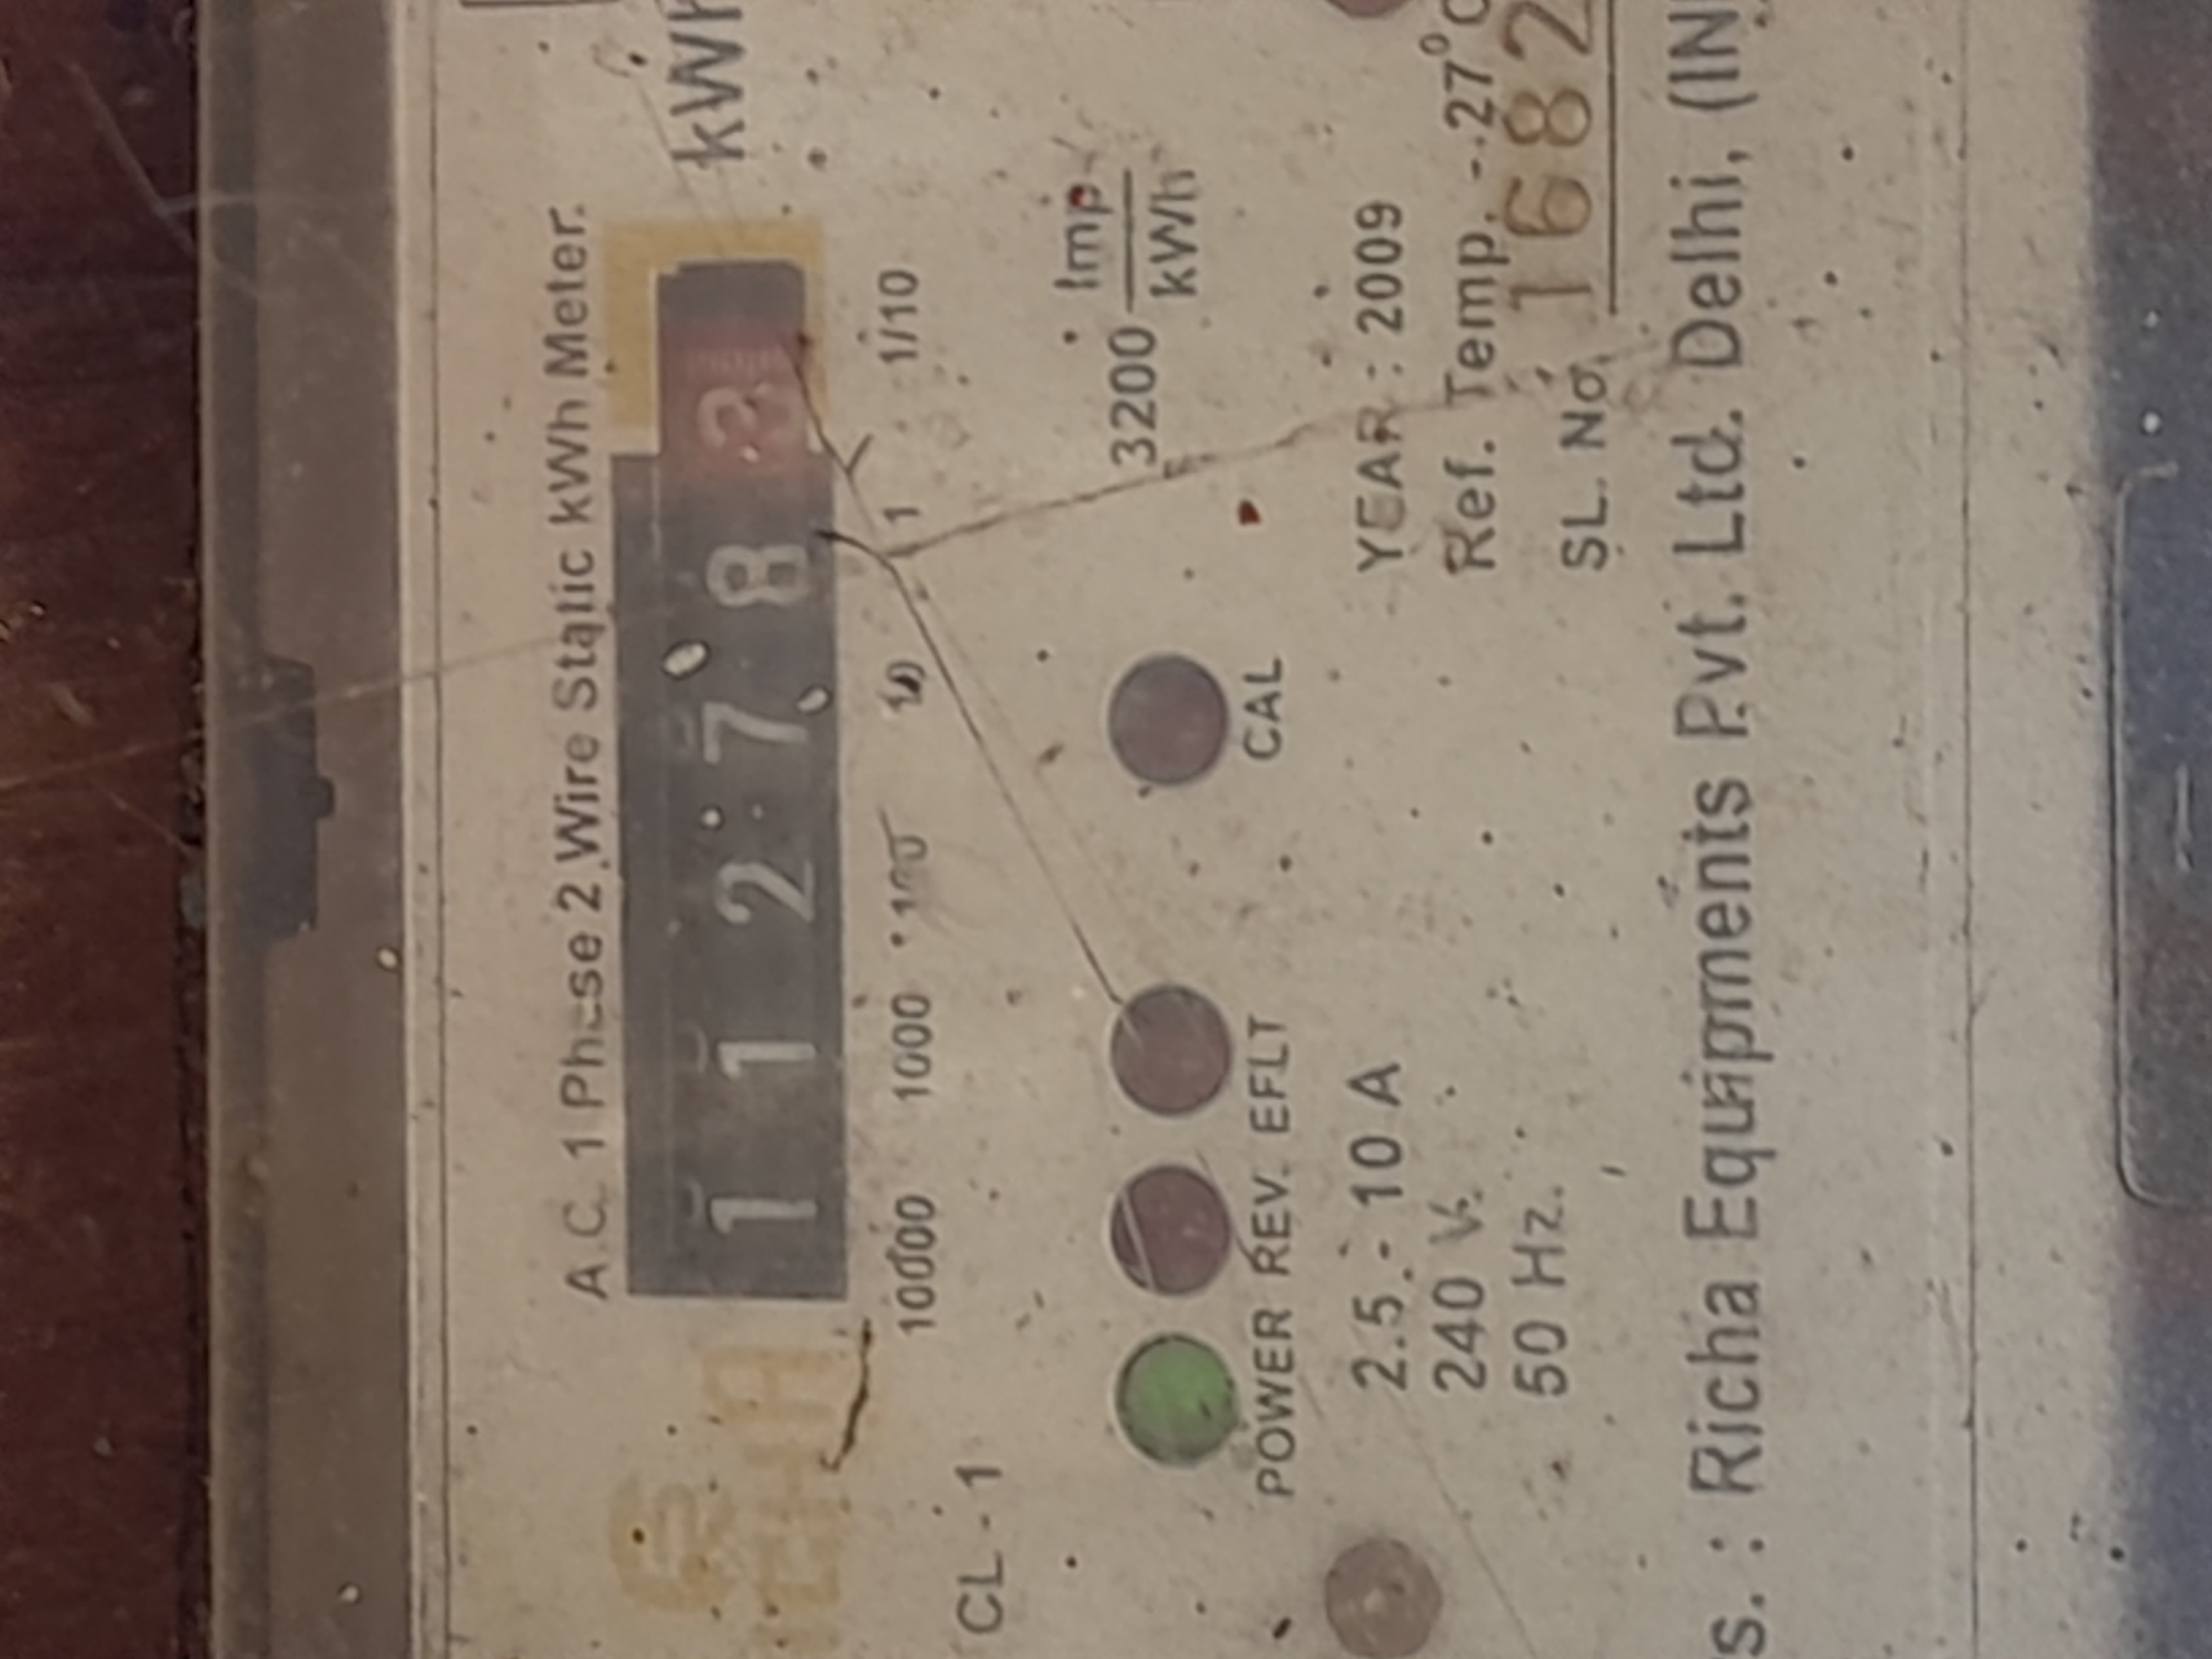 A.C. 1 Phase 2 Wire Static kWh Meter.
1 1 2 7 8 3
kWh
10000 1000 100 10 1 1/10
CL - 1
3200 Imp/kWh
CAL
POWER REV. EFLT
2.5 - 10 A
240 V.
50 Hz.
YEAR : 2009
Ref. Temp. - 27°C
SL. No. 1682
s. : Richa Equipments Pvt. Ltd. Delhi, (IN